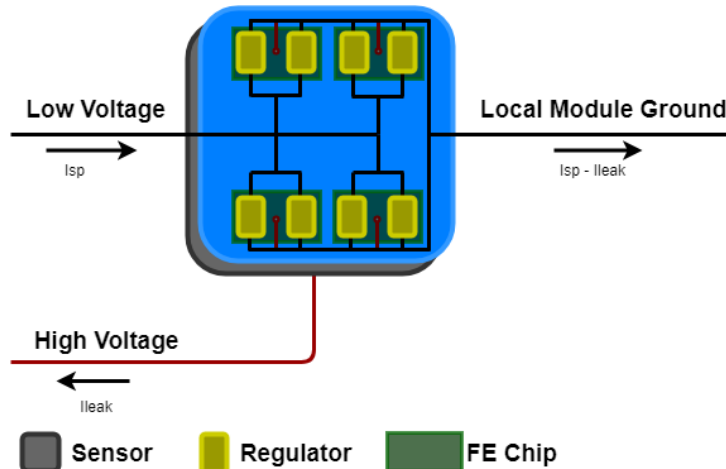 Low Voltage
Local Module Ground
Isp
Isp - Ileak
High Voltage
Ileak
Sensor
Regulator
FE Chip